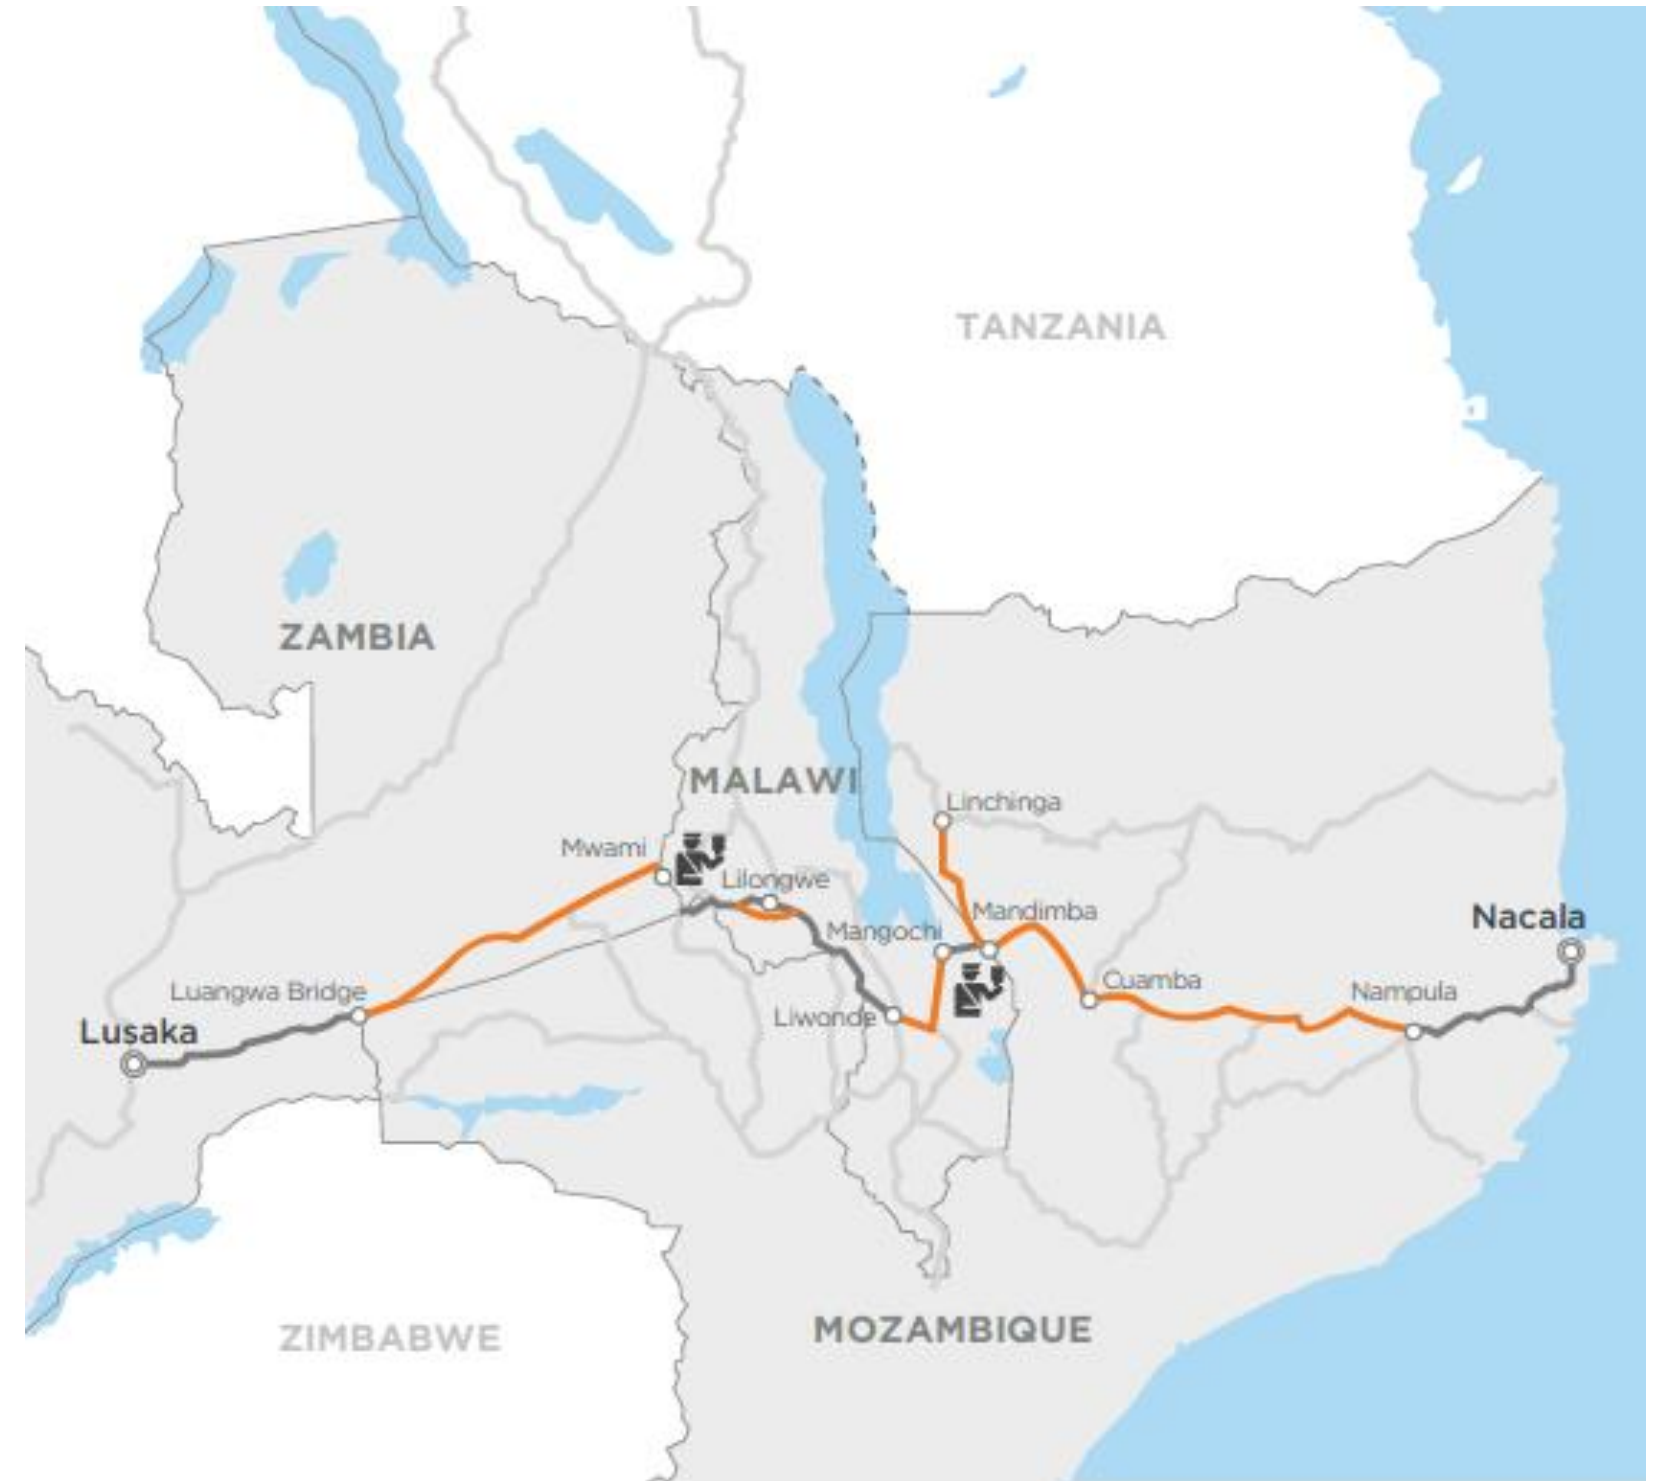 TANZANIA
ZAMBIA
MALAWI
Linchinga
Mwami
Lilongwe
Mandimba
Mangochi
Nacala
Cuamba
Luangwa Bridge
Nampula
Liwonde
Lusaka
MOZAMBIQUE
ZIMBABWE